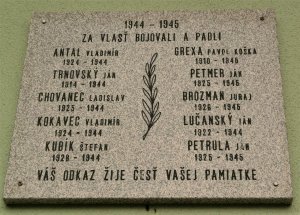 1944 - 1945
ZA VLASŤ BOJOVALI A PADLI
ANTAL VLADIMÍR
1924 - 1944
TRNOVSKÝ JÁN
1914 - 1944
CHOVANEC LADISLAV
1923 - 1944
KOKAVEC VLADIMÍR
1924 - 1944
KUBÍK ŠTEFAN
1928 - 1944
GREXA PAVOL KOŠKA
1910 - 1945
PETMER JÁN
1925 - 1945
BROZMAN JURAJ
1926 - 1945
LUČANSKÝ JÁN
1922 - 1944
PETRULA JÁN
1925 - 1945
VÁŠ ODKAZ ŽIJE ČESŤ VAŠEJ PAMIATKE